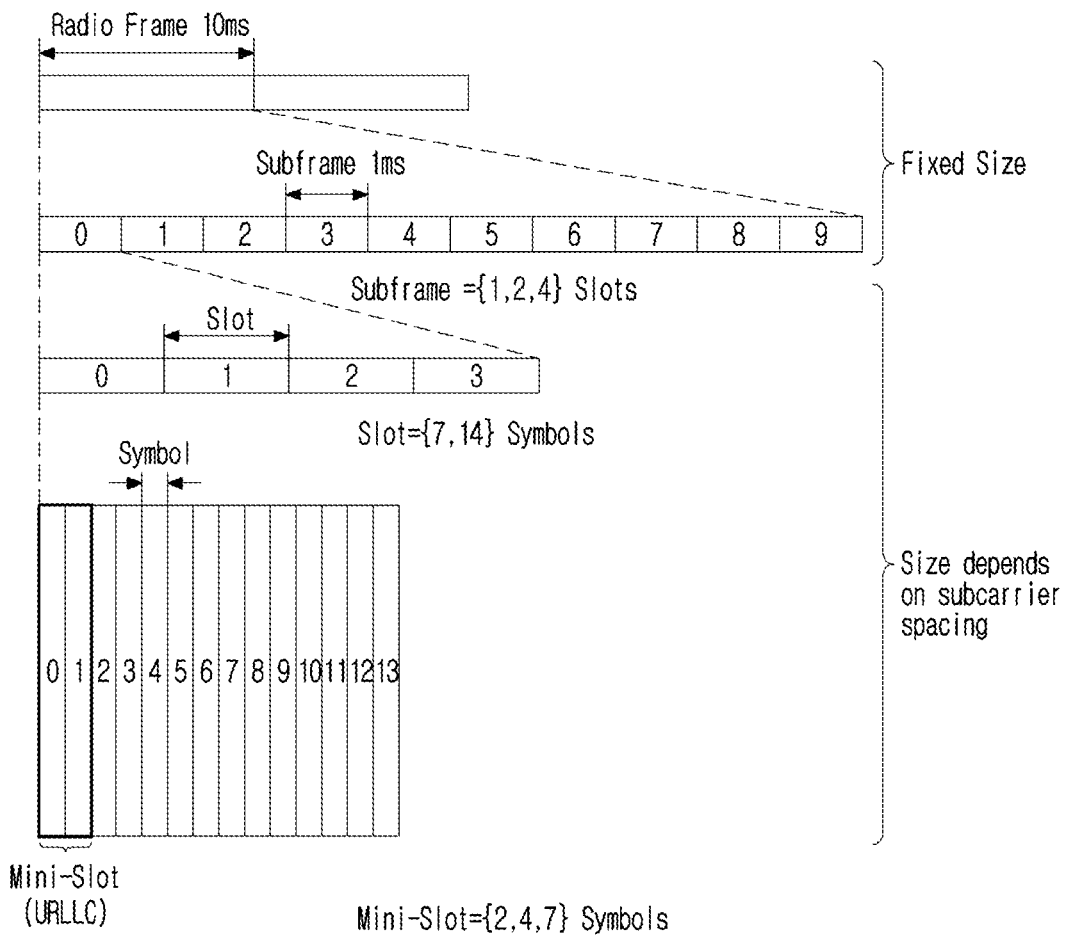 Radio Frame 10ms
Subframe 1ms
Fixed Size
0 1 2 3 4 5 6 7 8 9
Subframe ={1,2,4} Slots
Slot
0 1 2 3
Slot={7,14} Symbols
Symbol
Size depends
on subcarrier
spacing
0 1 2 3 4 5 6 7 8 9 10 11 12 13
Mini-Slot
(URLLC)
Mini-Slot={2,4,7} Symbols